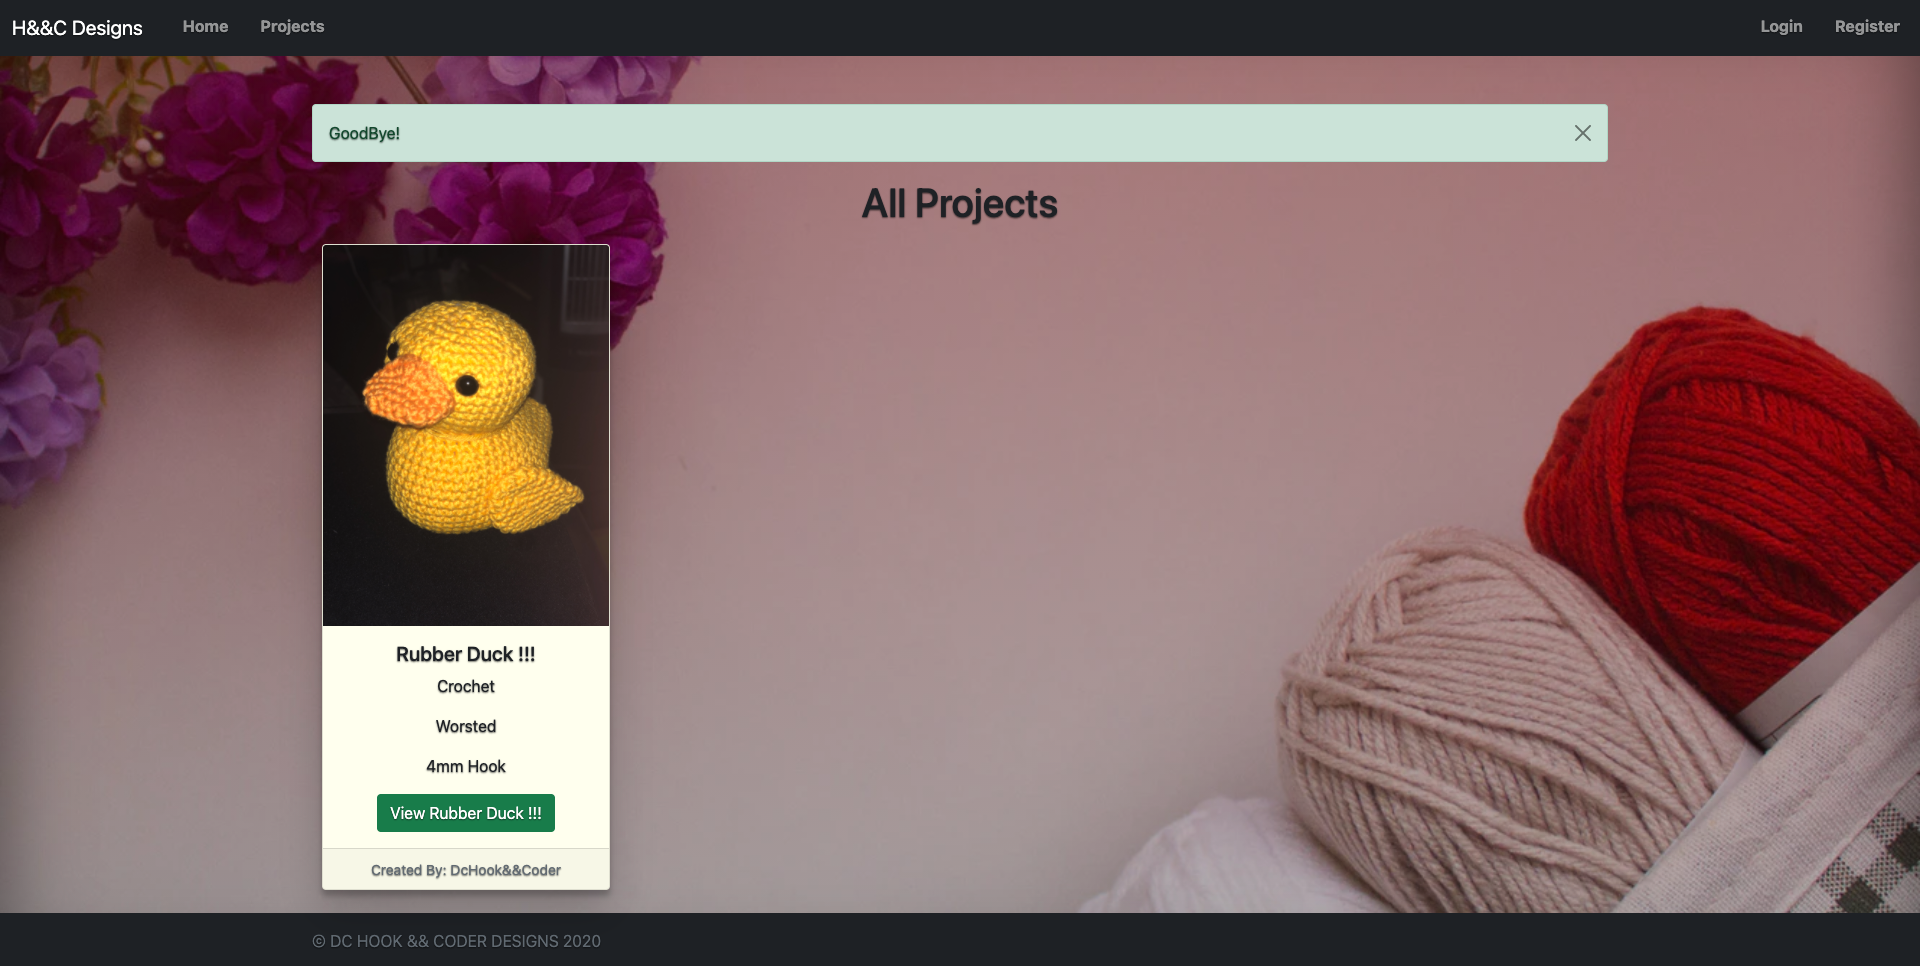 H&&C Designs Home Projects Login Register
GoodBye!
All Projects
Rubber Duck !!!
Crochet
Worsted
4mm Hook
View Rubber Duck !!!
Created By: DcHook&&Coder
© DC HOOK && CODER DESIGNS 2020